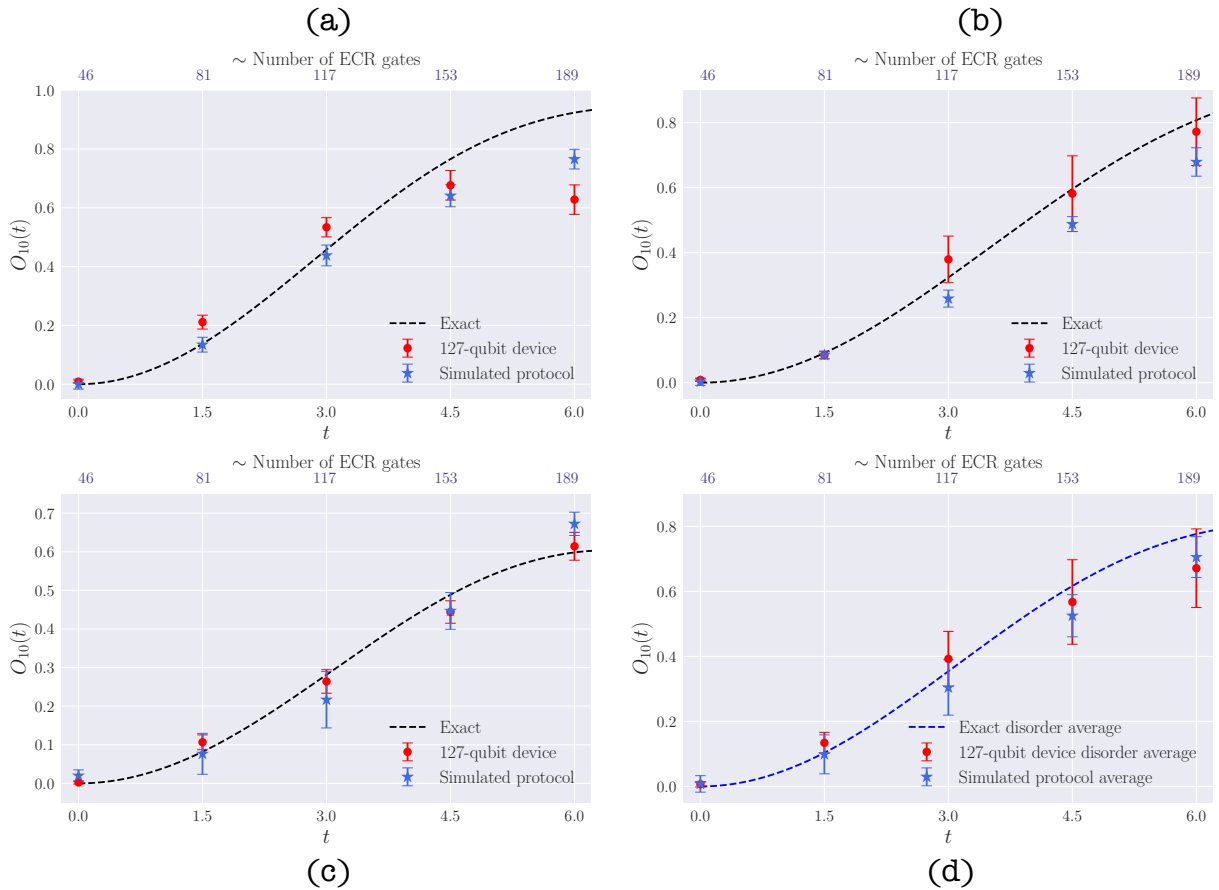 (a)
∼ Number of ECR gates
46 81 117 153 189
1.0
0.8
0.6
0.4
0.2
0.0
O₁₀(t)
Exact
127-qubit device
Simulated protocol
0.0 1.5 3.0 4.5 6.0
t
(b)
∼ Number of ECR gates
46 81 117 153 189
0.8
0.6
0.4
0.2
0.0
O₁₀(t)
Exact
127-qubit device
Simulated protocol
0.0 1.5 3.0 4.5 6.0
t
∼ Number of ECR gates
46 81 117 153 189
0.7
0.6
0.5
0.4
0.3
0.2
0.1
0.0
O₁₀(t)
Exact
127-qubit device
Simulated protocol
0.0 1.5 3.0 4.5 6.0
t
(c)
∼ Number of ECR gates
46 81 117 153 189
0.8
0.6
0.4
0.2
0.0
O₁₀(t)
Exact disorder average
127-qubit device disorder average
Simulated protocol average
0.0 1.5 3.0 4.5 6.0
t
(d)